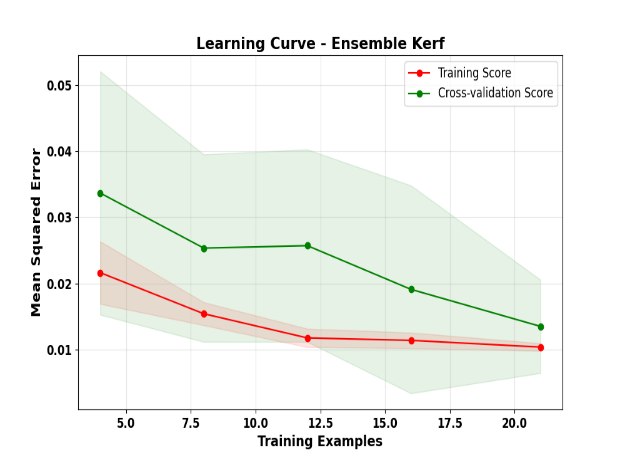 Learning Curve - Ensemble Kerf
Training Score
Cross-validation Score
Mean Squared Error
0.05
0.04
0.03
0.02
0.01
5.0 7.5 10.0 12.5 15.0 17.5 20.0
Training Examples